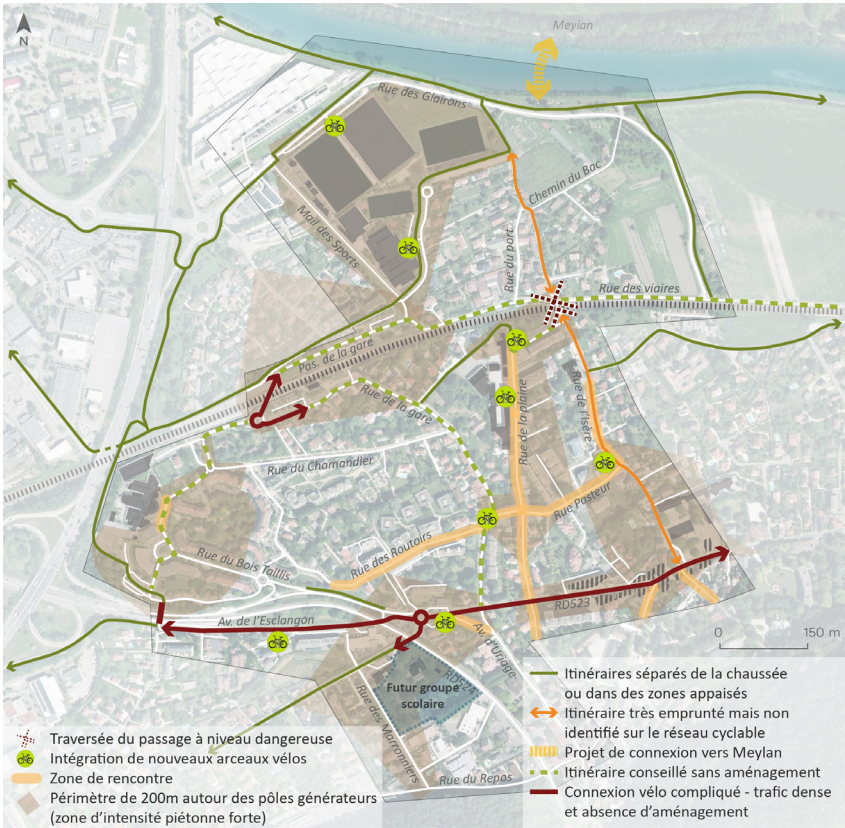 Meylan
N
Rue des Glairons
Chemin du Bac
Mail des Sports
Rue du port
Rue des viaires
Pas. de la gare
Rue de la gare
Rue de la plaine
Rue de l'Isère
Rue du Chamandier
Rue Pasteur
Rue des Routoirs
Rue du Bois Taillis
RD523
Av. de l'Esclangon
Av. d'Uriage
0 150 m
RD524
Futur groupe
scolaire
Rue des Marronniers
Rue du Repos
Itinéraires séparés de la chaussée
ou dans des zones appaisés
Itinéraire très emprunté mais non
identifié sur le réseau cyclable
Projet de connexion vers Meylan
Itinéraire conseillé sans aménagement
Connexion vélo compliqué - trafic dense
et absence d'aménagement
Traversée du passage à niveau dangereuse
Intégration de nouveaux arceaux vélos
Zone de rencontre
Périmètre de 200m autour des pôles générateurs
(zone d'intensité piétonne forte)